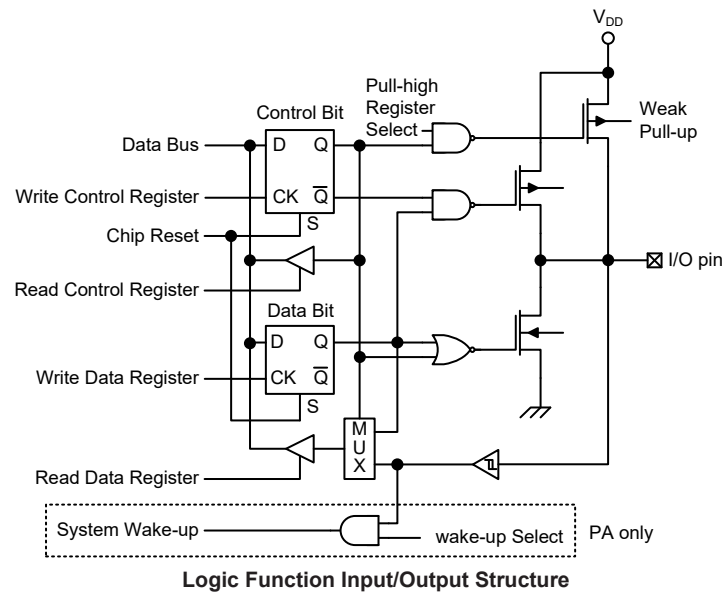 V_DD
Pull-high
Register
Select
Weak
Pull-up
Control Bit
Data Bus
D Q
Write Control Register
CK Q̅
S
Chip Reset
I/O pin
Read Control Register
Data Bit
D Q
Write Data Register
CK Q̅
S
M
U
X
Read Data Register
System Wake-up
wake-up Select
PA only
Logic Function Input/Output Structure